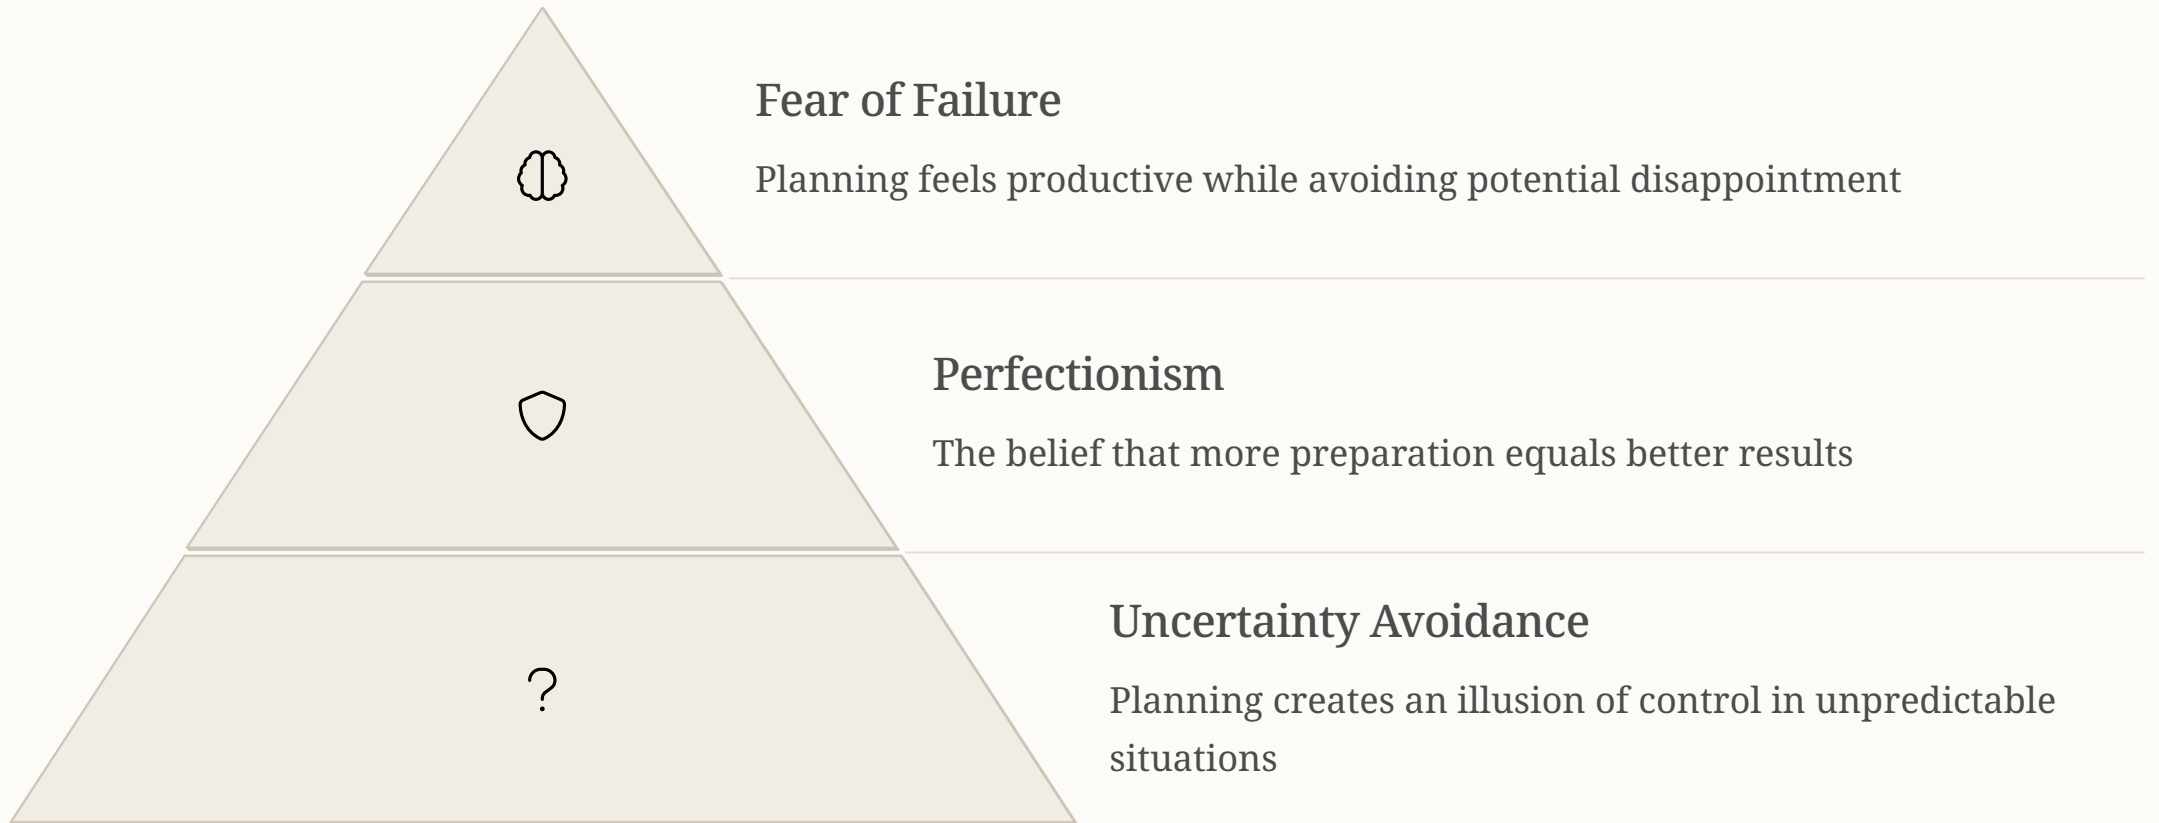 Fear of Failure
Planning feels productive while avoiding potential disappointment
Perfectionism
The belief that more preparation equals better results
?
Uncertainty Avoidance
Planning creates an illusion of control in unpredictable
situations